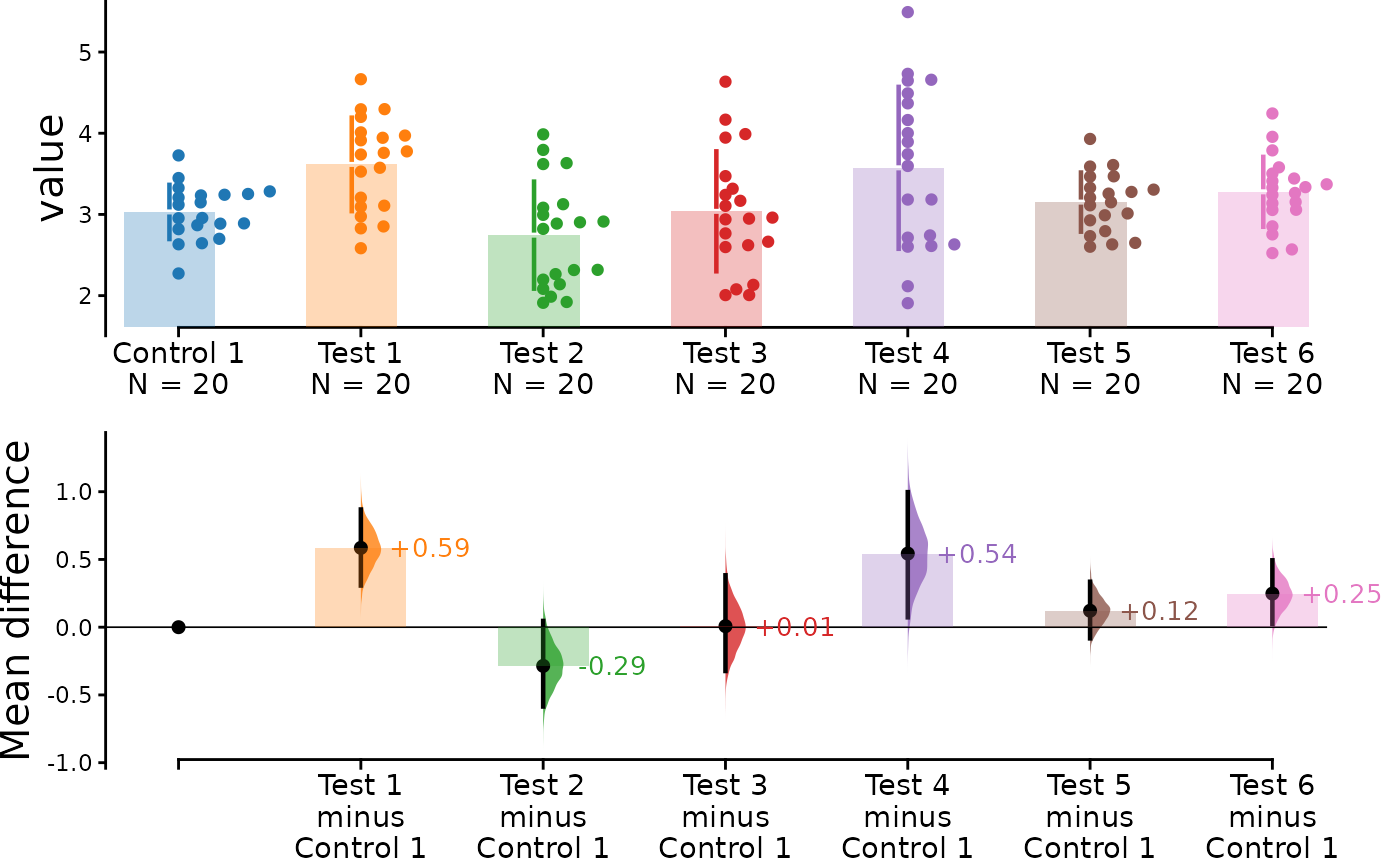 value
5
4
3
2
Control 1 Test 1 Test 2 Test 3 Test 4 Test 5 Test 6
N = 20 N = 20 N = 20 N = 20 N = 20 N = 20 N = 20
Mean difference
1.0
0.5
0.0
-0.5
-1.0
+0.59
-0.29
+0.01
+0.54
+0.12
+0.25
Test 1 Test 2 Test 3 Test 4 Test 5 Test 6
minus minus minus minus minus minus
Control 1 Control 1 Control 1 Control 1 Control 1 Control 1